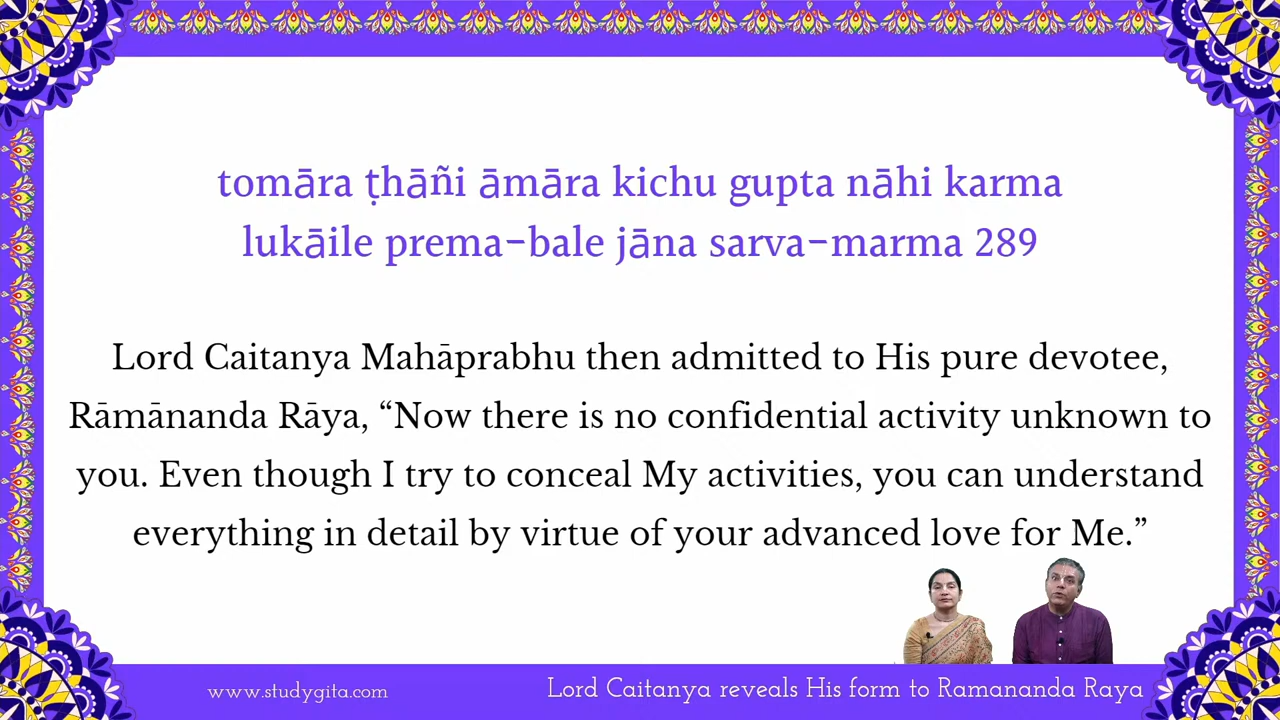 tomāra ṭhāñi āmāra kichu gupta nāhi karma
lukāile prema-bale jāna sarva-marma 289
Lord Caitanya Mahāprabhu then admitted to His pure devotee,
Rāmānanda Rāya, “Now there is no confidential activity unknown to
you. Even though I try to conceal My activities, you can understand
everything in detail by virtue of your advanced love for Me.”
www.studygita.com
Lord Caitanya reveals His form to Ramananda Raya